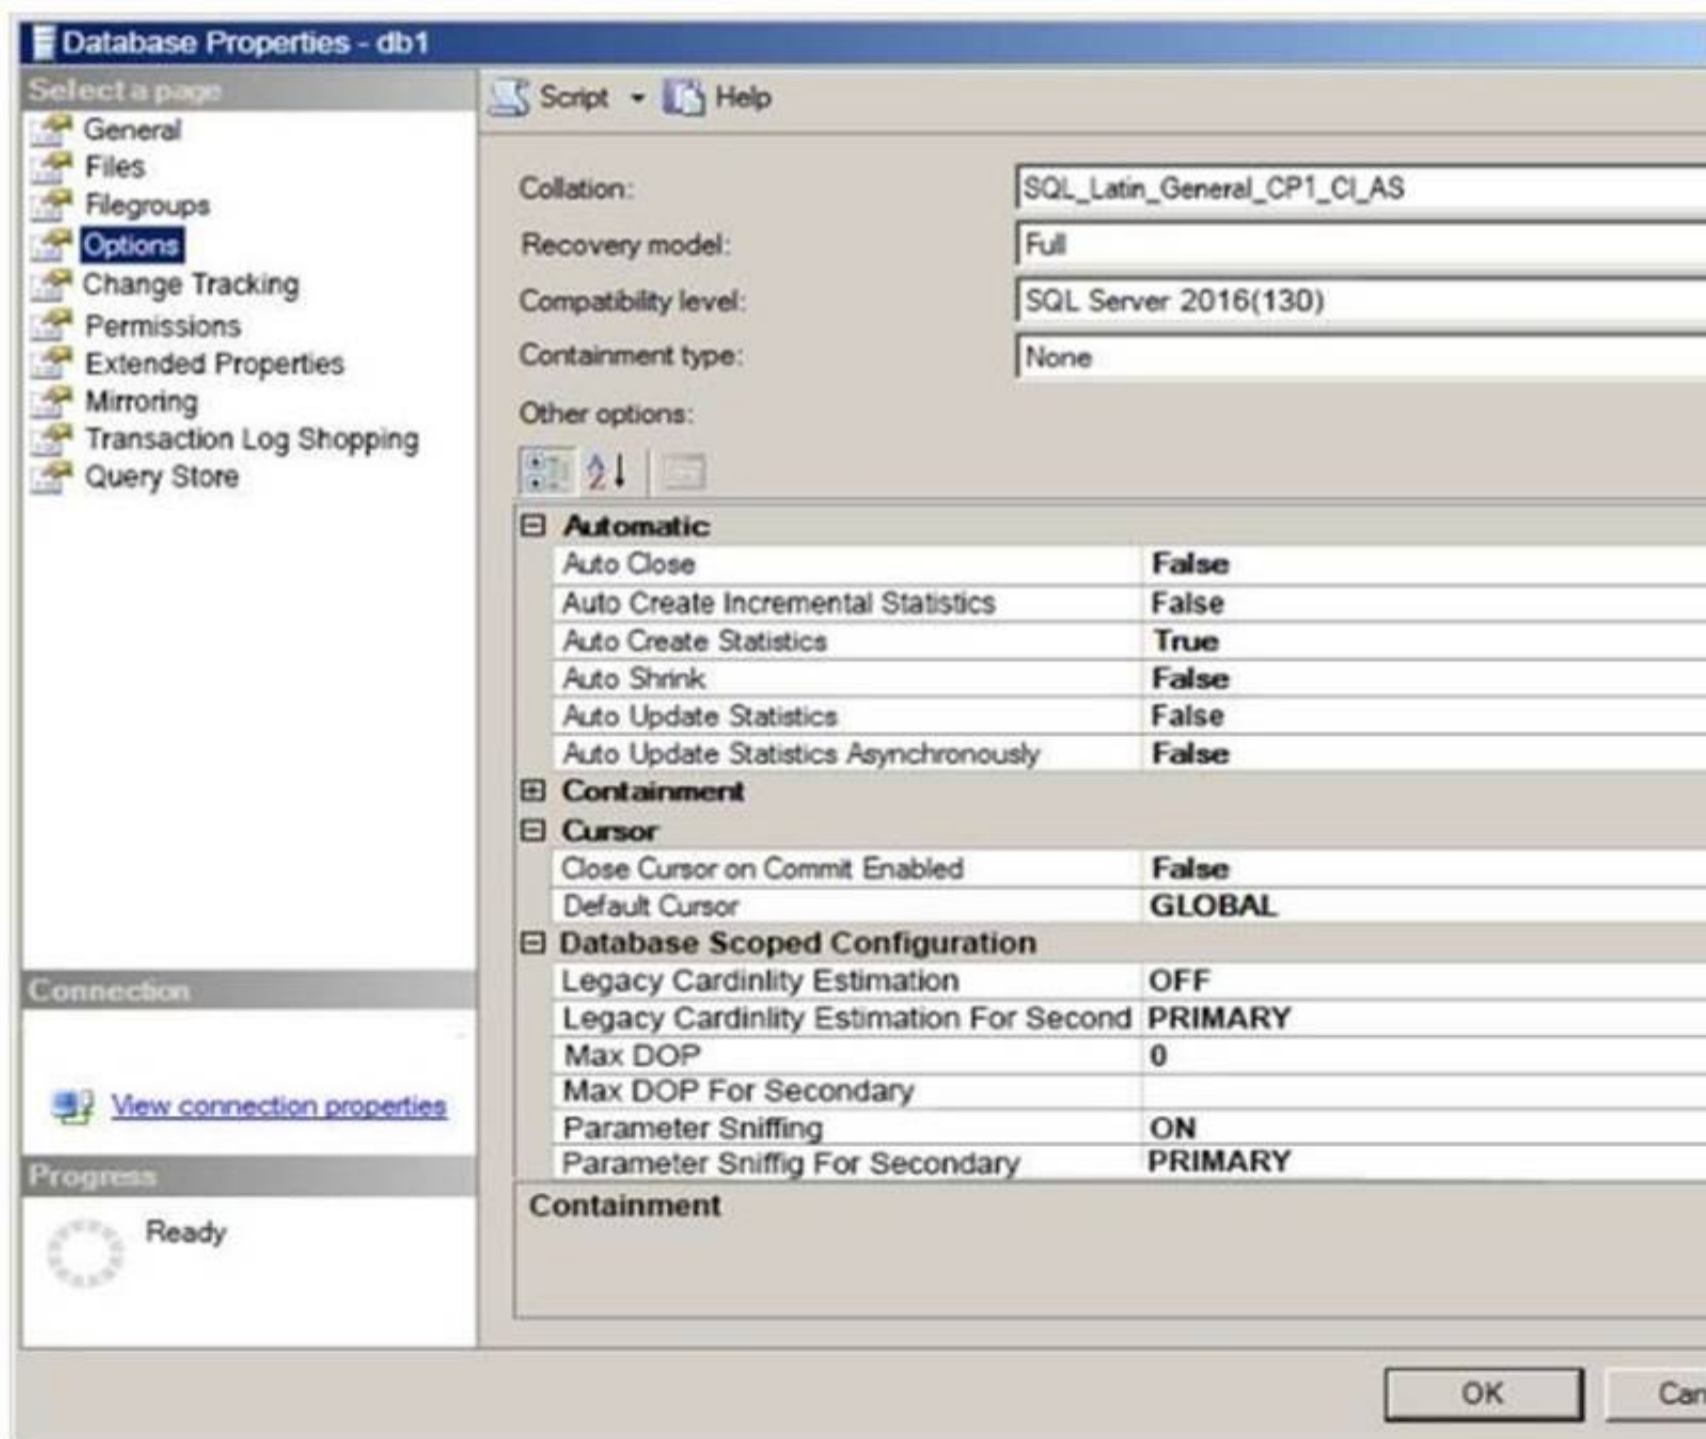 Database Properties - db1
Select a page
General
Files
Filegroups
Options
Change Tracking
Permissions
Extended Properties
Mirroring
Transaction Log Shopping
Query Store
Connection
View connection properties
Progress
Ready
Script Help
Collation: SQL_Latin_General_CP1_CI_AS
Recovery model: Full
Compatibility level: SQL Server 2016(130)
Containment type: None
Other options:
Automatic
Auto Close False
Auto Create Incremental Statistics False
Auto Create Statistics True
Auto Shrink False
Auto Update Statistics False
Auto Update Statistics Asynchronously False
Containment
Cursor
Close Cursor on Commit Enabled False
Default Cursor GLOBAL
Database Scoped Configuration
Legacy Cardinlity Estimation OFF
Legacy Cardinlity Estimation For Second PRIMARY
Max DOP 0
Max DOP For Secondary
Parameter Sniffing ON
Parameter Sniffig For Secondary PRIMARY
Containment
OK Can